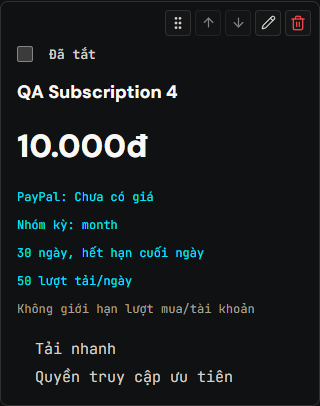 Đã tắt
QA Subscription 4
10.000đ
PayPal: Chưa có giá
Nhóm kỳ: month
30 ngày, hết hạn cuối ngày
50 lượt tải/ngày
Không giới hạn lượt mua/tài khoản
Tải nhanh
Quyền truy cập ưu tiên